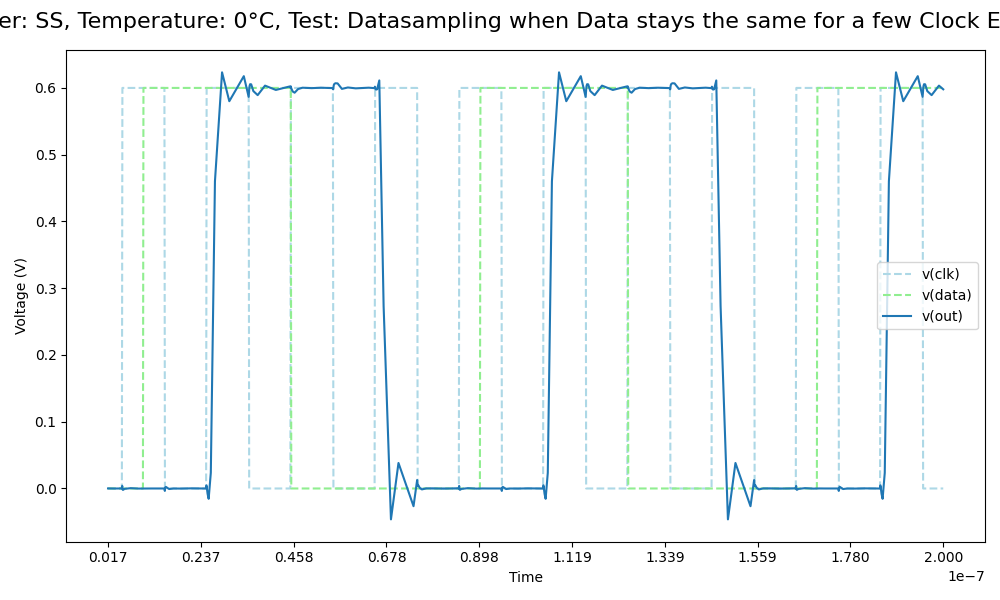 er: SS, Temperature: 0°C, Test: Datasampling when Data stays the same for a few Clock E
0.6
0.5
0.4
0.3
0.2
0.1
0.0
Voltage (V)
v(clk)
v(data)
v(out)
0.017 0.237 0.458 0.678 0.898 1.119 1.339 1.559 1.780 2.000
1e−7
Time